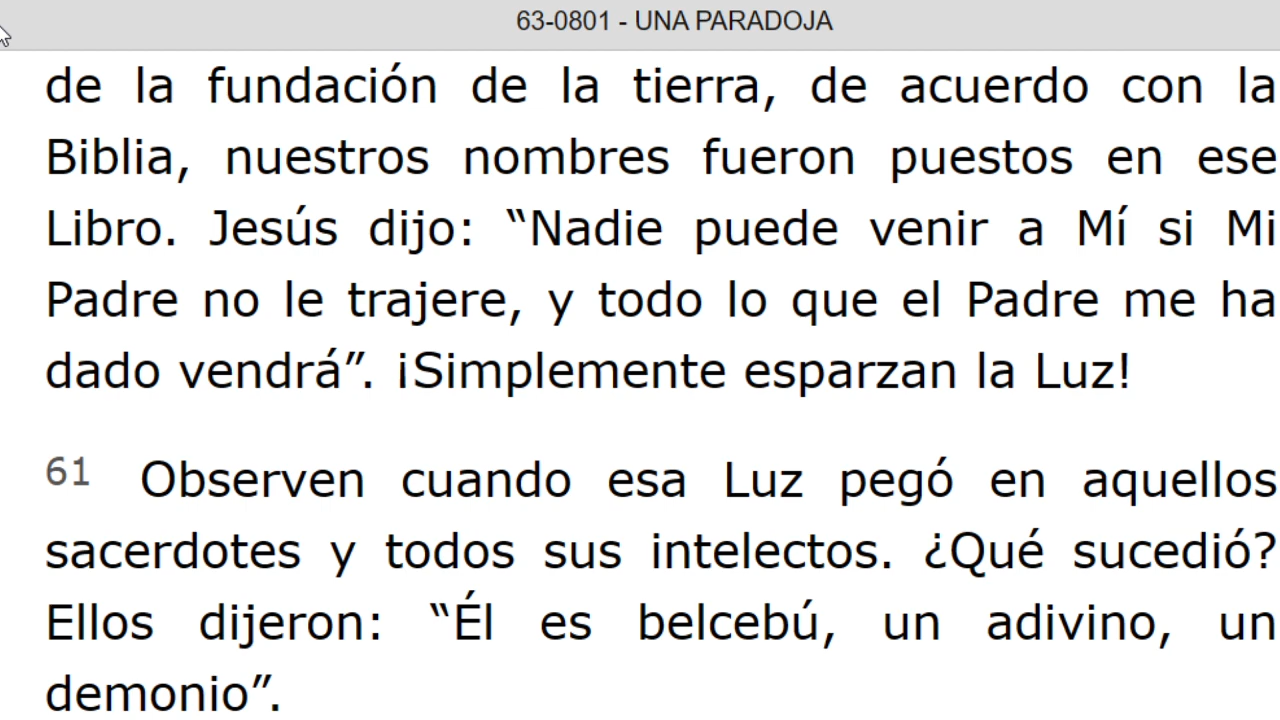 63-0801 - UNA PARADOJA
de la fundación de la tierra, de acuerdo con la
Biblia, nuestros nombres fueron puestos en ese
Libro. Jesús dijo: “Nadie puede venir a Mí si Mi
Padre no le trajere, y todo lo que el Padre me ha
dado vendrá”. ¡Simplemente esparzan la Luz!
61 Observen cuando esa Luz pegó en aquellos
sacerdotes y todos sus intelectos. ¿Qué sucedió?
Ellos dijeron: “Él es belcebú, un adivino, un
demonio”.